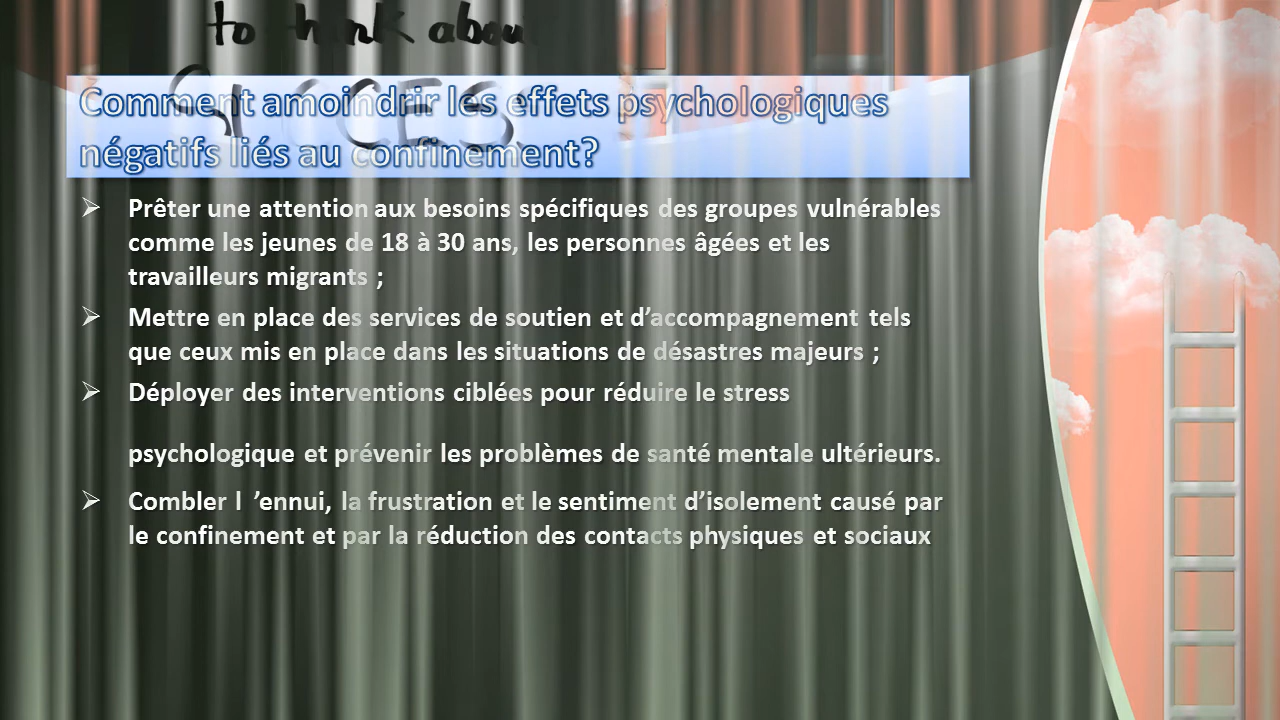 to think abou
SUCCES
Comment amoindrir les effets psychologiques
négatifs liés au confinement?
Prêter une attention aux besoins spécifiques des groupes vulnérables
comme les jeunes de 18 à 30 ans, les personnes âgées et les
travailleurs migrants ;
Mettre en place des services de soutien et d’accompagnement tels
que ceux mis en place dans les situations de désastres majeurs ;
Déployer des interventions ciblées pour réduire le stress
psychologique et prévenir les problèmes de santé mentale ultérieurs.
Combler l ’ennui, la frustration et le sentiment d’isolement causé par
le confinement et par la réduction des contacts physiques et sociaux